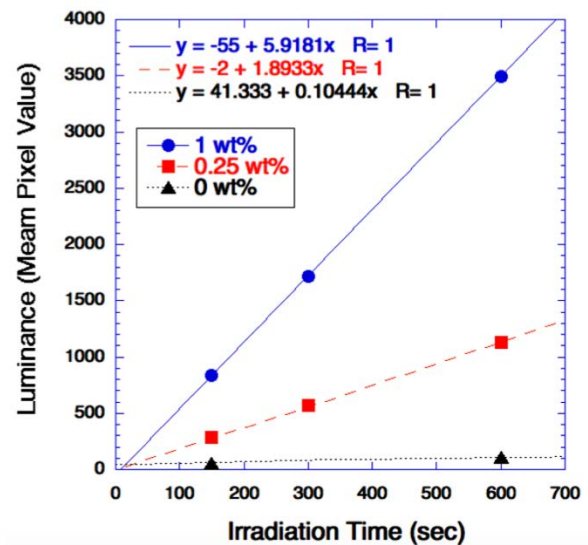 y = -55 + 5.9181x R= 1
y = -2 + 1.8933x R= 1
y = 41.333 + 0.10444x R= 1
1 wt%
0.25 wt%
0 wt%
4000
3500
3000
2500
2000
1500
1000
500
0
0 100 200 300 400 500 600 700
Luminance (Meam Pixel Value)
Irradiation Time (sec)